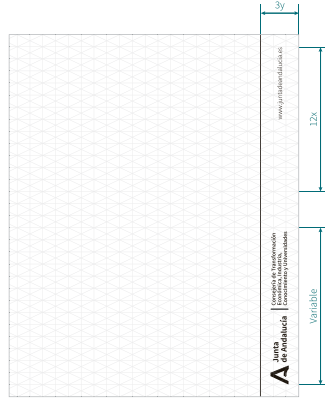 3y
www.juntadeandalucia.es
12x
Variable
Junta
de Andalucía
Consejería de Transformación
Económica, Industria,
Conocimiento y Universidades